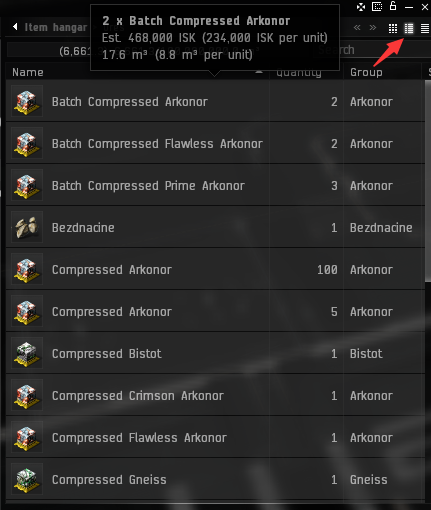 2 x Batch Compressed Arkonor
Est. 468,000 ISK (234,000 ISK per unit)
17.6 m³ (8.8 m³ per unit)
Item hangar
(6,66
Name Quantity Group
Batch Compressed Arkonor 2 Arkonor
Batch Compressed Flawless Arkonor 2 Arkonor
Batch Compressed Prime Arkonor 3 Arkonor
Bezdnacine 1 Bezdnacine
Compressed Arkonor 100 Arkonor
Compressed Arkonor 5 Arkonor
Compressed Bistot 1 Bistot
Compressed Crimson Arkonor 1 Arkonor
Compressed Flawless Arkonor 1 Arkonor
Compressed Gneiss 1 Gneiss